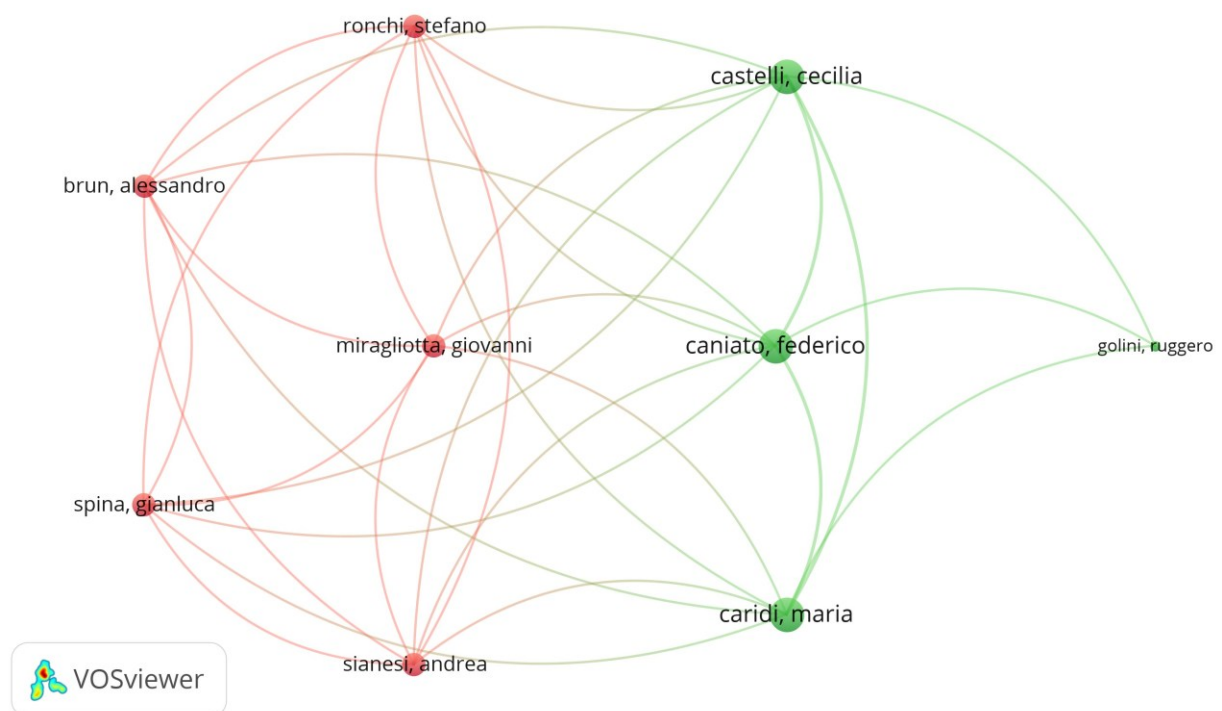 ronchi, stefano
castelli, cecilia
brun, alessandro
miragliotta, giovanni
caniato, federico
golini, ruggero
spina, gianluca
caridi, maria
sianesi, andrea
VOSviewer